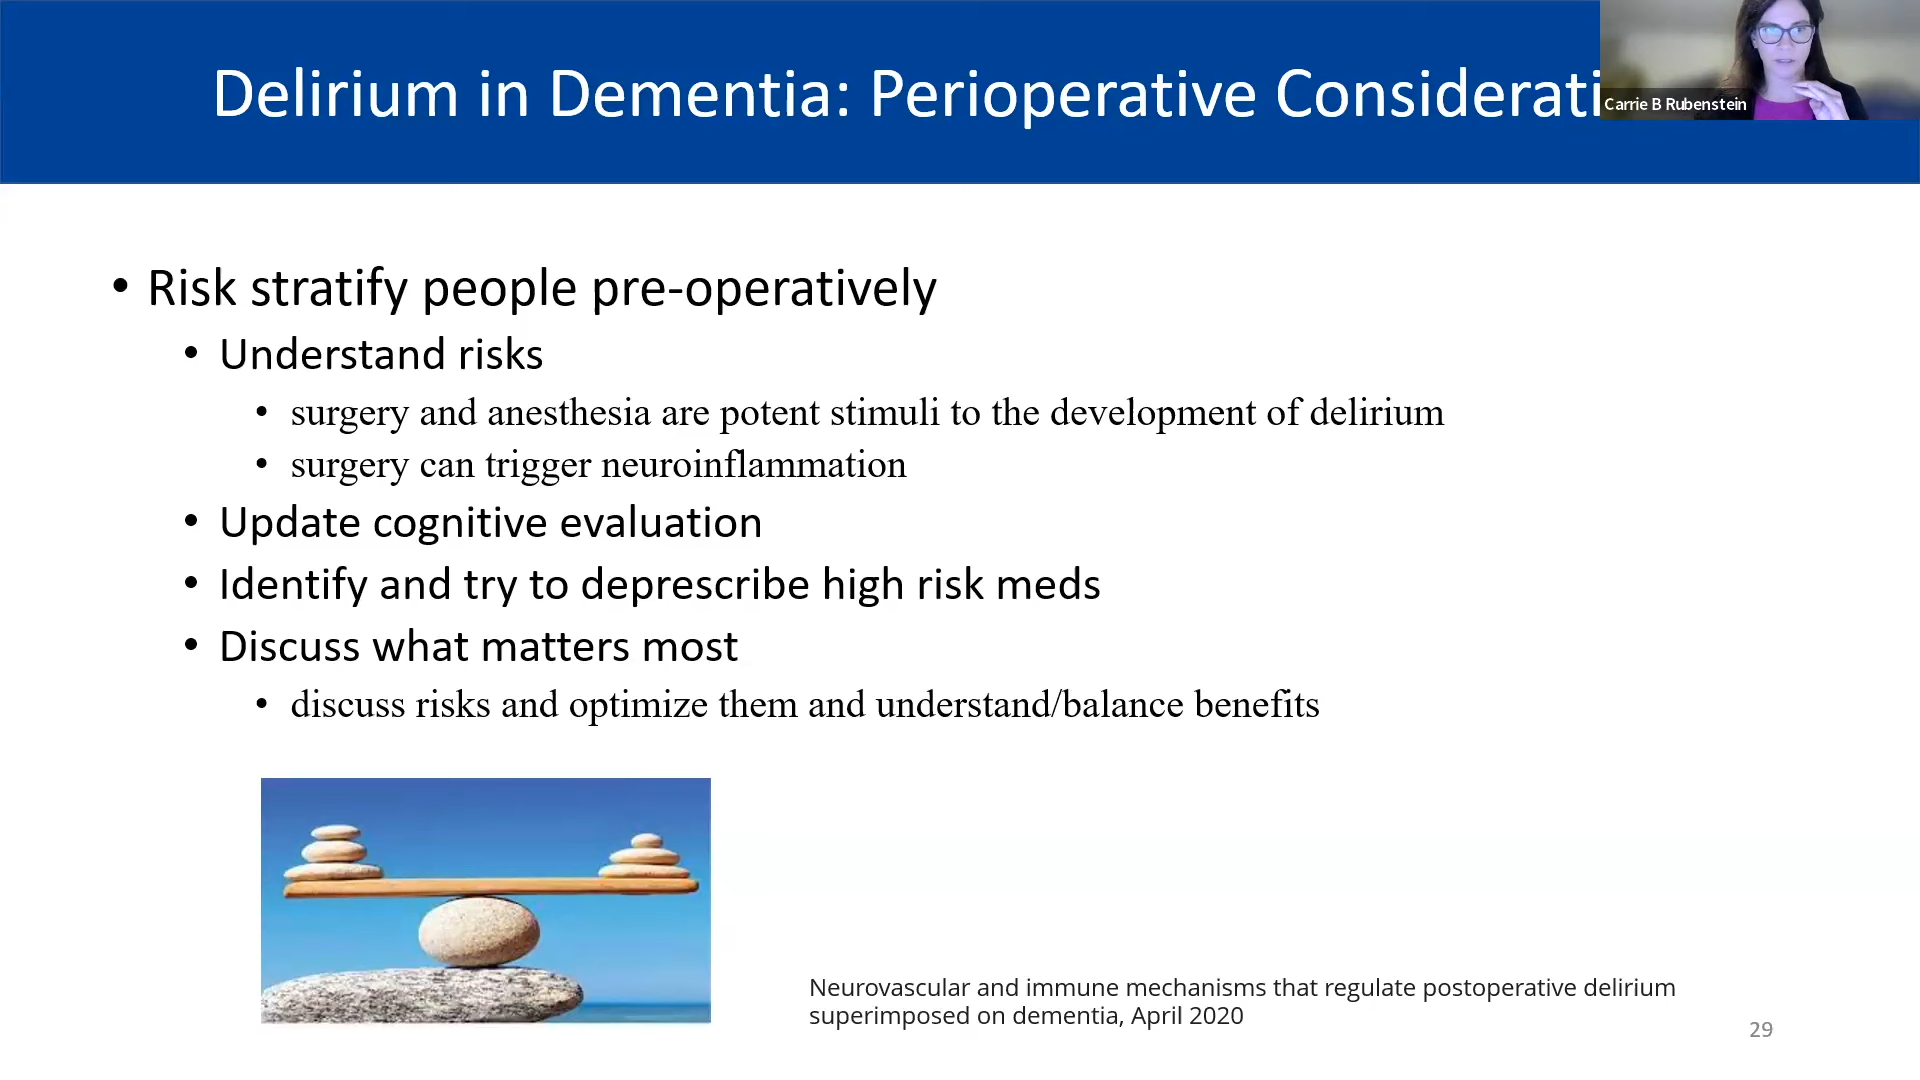 Delirium in Dementia: Perioperative Considerati
Carrie B Rubenstein
• Risk stratify people pre-operatively
• Understand risks
• surgery and anesthesia are potent stimuli to the development of delirium
• surgery can trigger neuroinflammation
• Update cognitive evaluation
• Identify and try to deprescribe high risk meds
• Discuss what matters most
• discuss risks and optimize them and understand/balance benefits
Neurovascular and immune mechanisms that regulate postoperative delirium
superimposed on dementia, April 2020
29